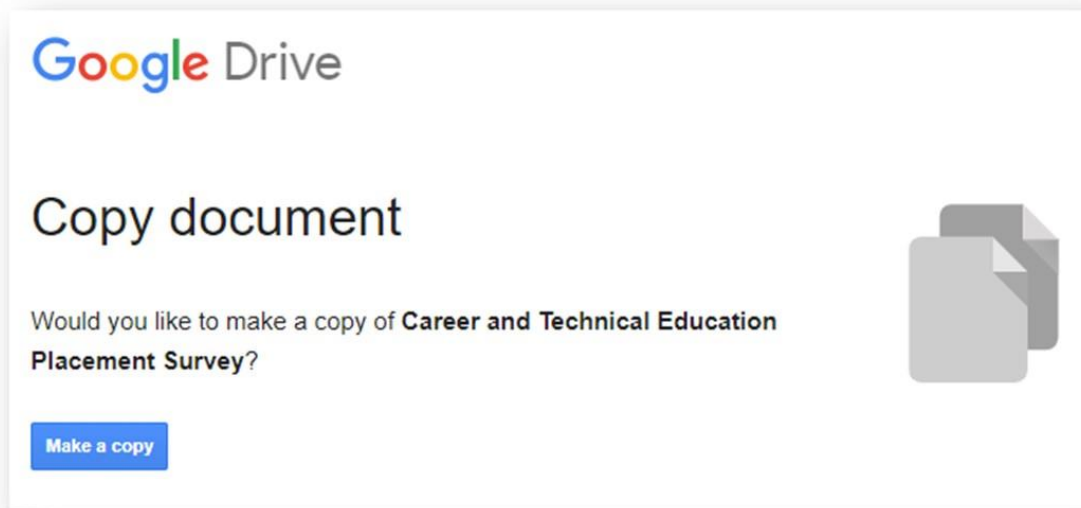 Google Drive
Copy document
Would you like to make a copy of Career and Technical Education
Placement Survey?
Make a copy